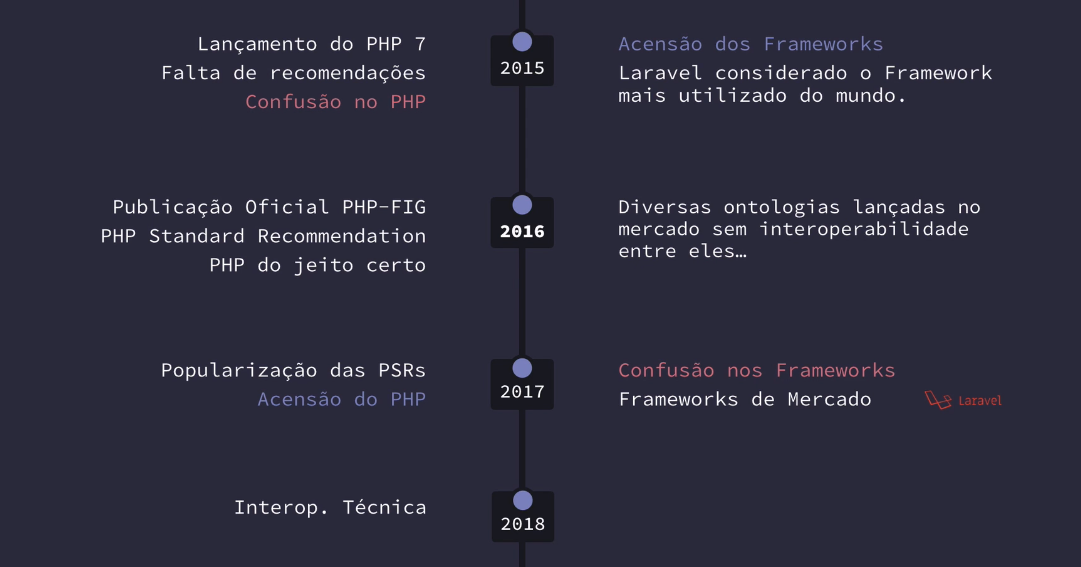 Lançamento do PHP 7
Falta de recomendações
Confusão no PHP
2015
Acensão dos Frameworks
Laravel considerado o Framework
mais utilizado do mundo.
Publicação Oficial PHP-FIG
PHP Standard Recommendation
PHP do jeito certo
2016
Diversas ontologias lançadas no
mercado sem interoperabilidade
entre eles…
Popularização das PSRs
Acensão do PHP
2017
Confusão nos Frameworks
Frameworks de Mercado
Laravel
Interop. Técnica
2018